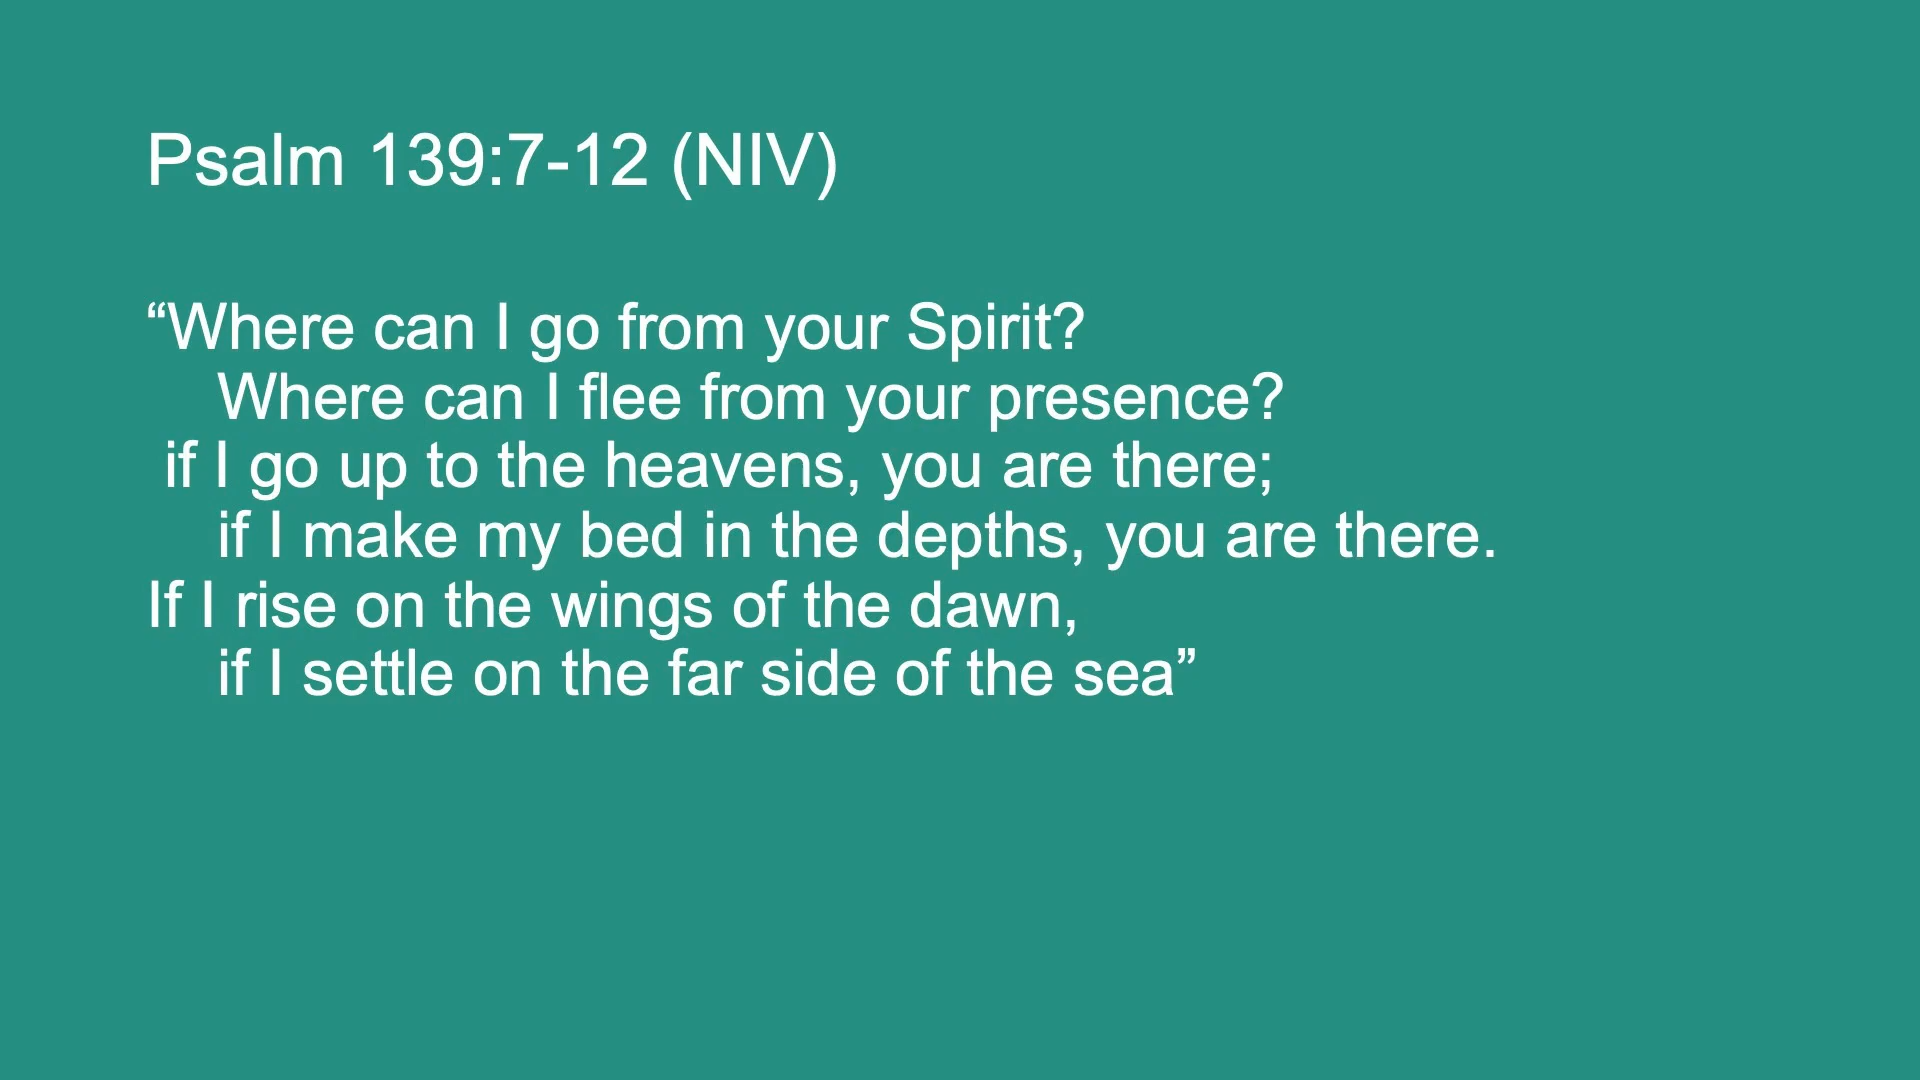 Psalm 139:7-12 (NIV)
“Where can I go from your Spirit?
Where can I flee from your presence?
if I go up to the heavens, you are there;
if I make my bed in the depths, you are there.
If I rise on the wings of the dawn,
if I settle on the far side of the sea”